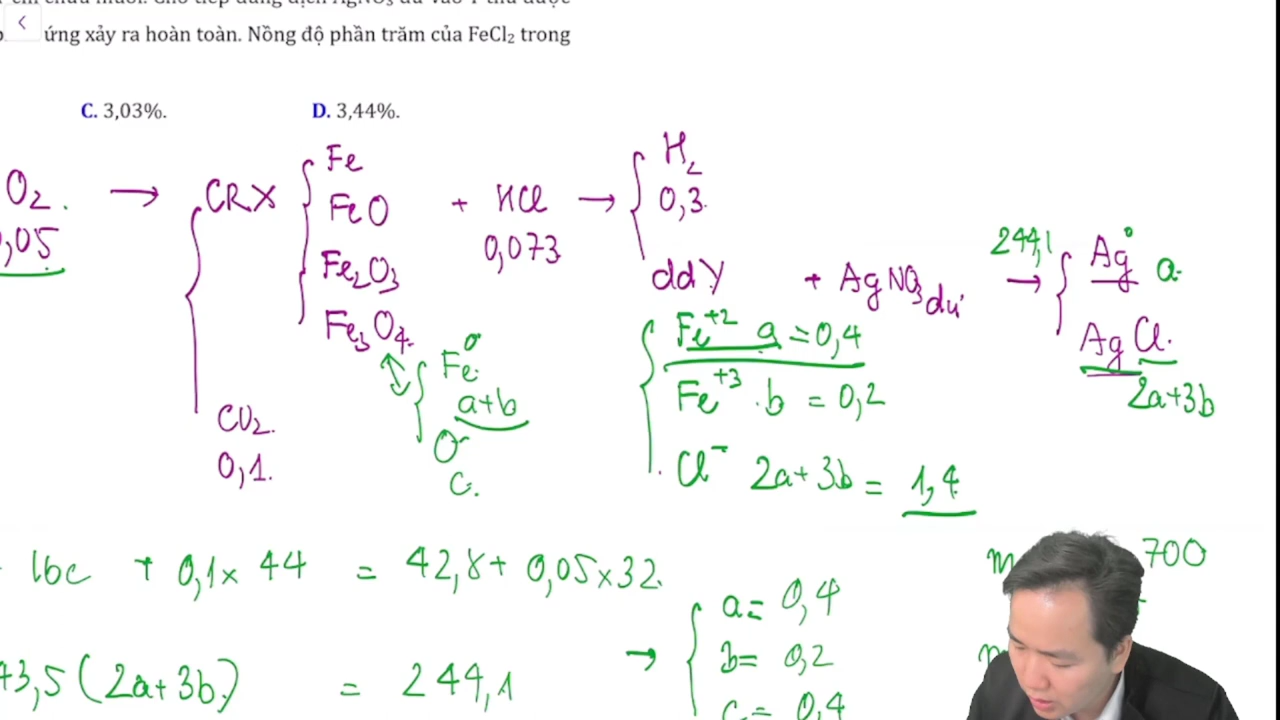 ứng xảy ra hoàn toàn. Nồng độ phần trăm của FeCl₂ trong
C. 3,03%. D. 3,44%.
O₂. → CRX { Fe FeO Fe₂O₃ Fe₃O₄ + HCl → { H₂
,05 0,073 0,3
CO₂
0,1.
Fe⁰
a+b
O
c.
ddY + AgNO₃ dư → { Ag⁰ a
244,1
AgCl.
2a+3b
Fe⁺² a = 0,4
Fe⁺³ . b = 0,2
Cl⁻ 2a+3b = 1,4
16c + 0,1 x 44 = 42,8 + 0,05 x 32.
43,5 (2a+3b) = 244,1
→ { a = 0,4
b = 0,2
c = 0,4
m 700
m